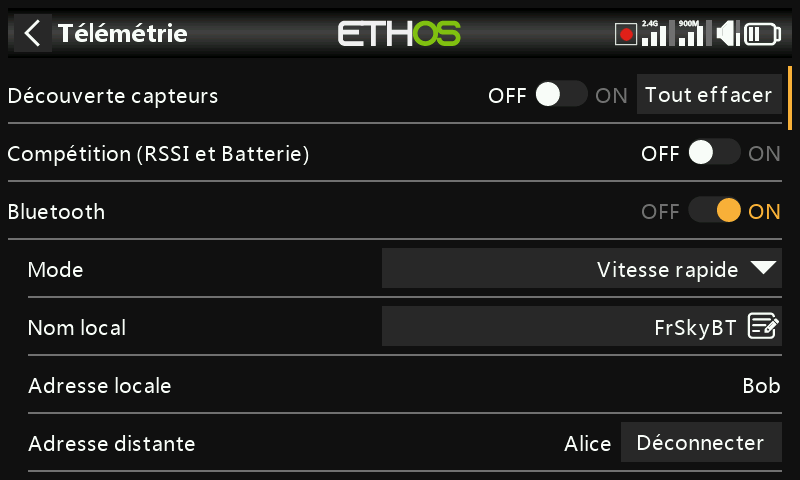 Télémétrie ETHOS 2.4G 900M
Découverte capteurs OFF ON Tout effacer
Compétition (RSSI et Batterie) OFF ON
Bluetooth OFF ON
Mode Vitesse rapide
Nom local FrSkyBT
Adresse locale Bob
Adresse distante Alice Déconnecter